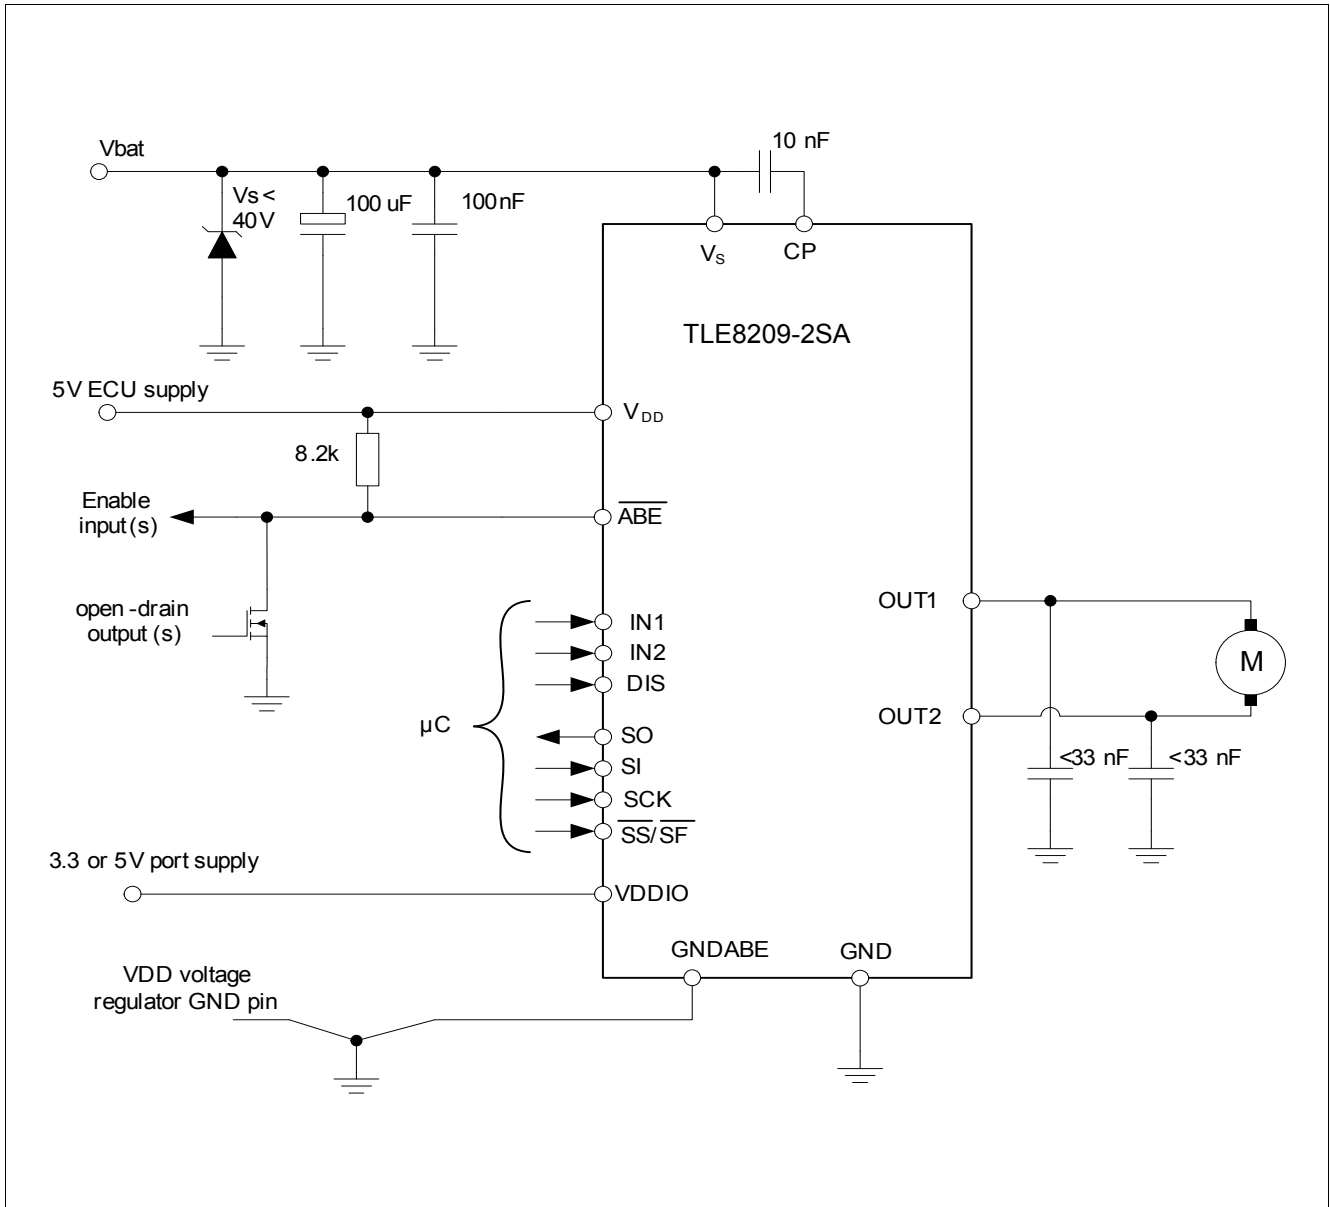 Vbat
10 nF
Vs <
40V
100 uF
100nF
VS
CP
TLE8209-2SA
5V ECU supply
VDD
8.2k
Enable
input(s)
ABE
open-drain
output(s)
OUT1
IN1
IN2
DIS
M
µC
OUT2
SO
SI
SCK
SS/SF
<33 nF
<33 nF
3.3 or 5V port supply
VDDIO
GNDABE
GND
VDD voltage
regulator GND pin